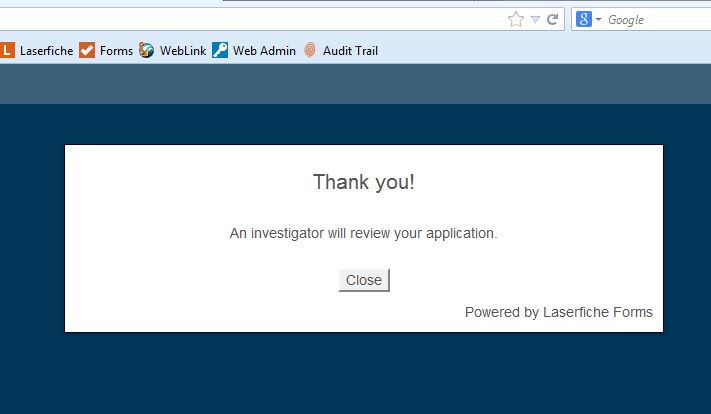 Google
Laserfiche Forms WebLink Web Admin Audit Trail
Thank you!
An investigator will review your application.
Close
Powered by Laserfiche Forms